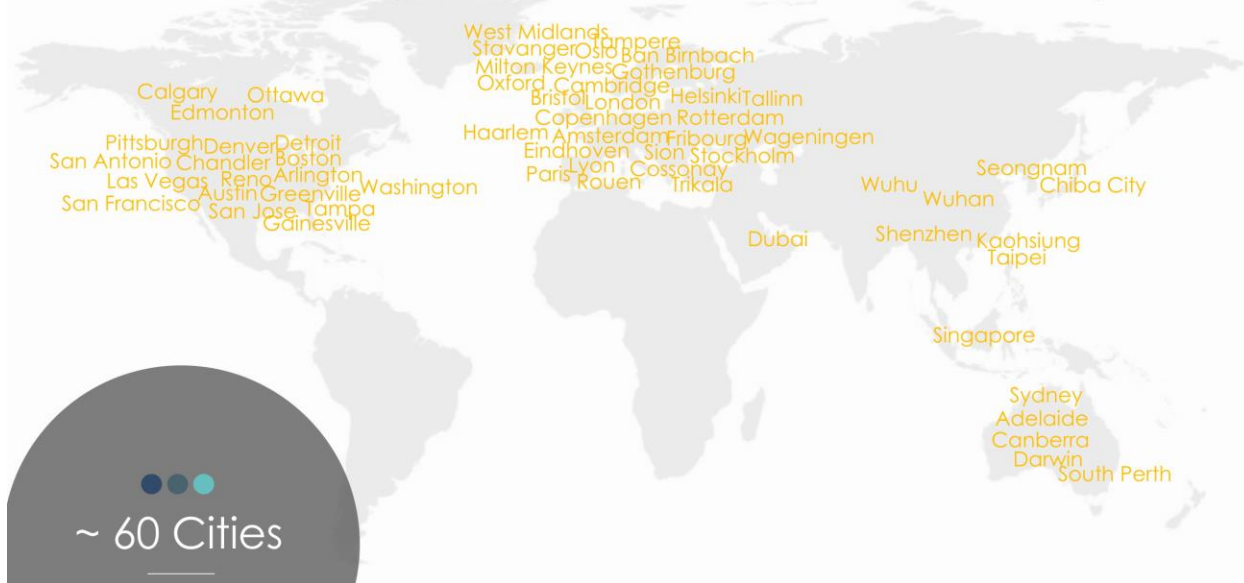 West Midlands
Tampere
Stavanger
Oslo
Ban Birnbach
Milton Keynes
Gothenburg
Oxford
Cambridge
Bristol
London
Helsinki
Tallinn
Copenhagen
Rotterdam
Haarlem
Amsterdam
Fribourg
Wageningen
Eindhoven
Sion
Stockholm
Lyon
Cossonay
Paris
Rouen
Trikala
Calgary
Ottawa
Edmonton
Pittsburgh
Denver
Detroit
San Antonio
Chandler
Boston
Las Vegas
Reno
Arlington
Washington
Austin
Greenville
San Francisco
San Jose
Tampa
Gainesville
Dubai
Seongnam
Wuhu
Chiba City
Wuhan
Shenzhen
Kaohsiung
Taipei
Singapore
Sydney
Adelaide
Canberra
Darwin
South Perth
~ 60 Cities